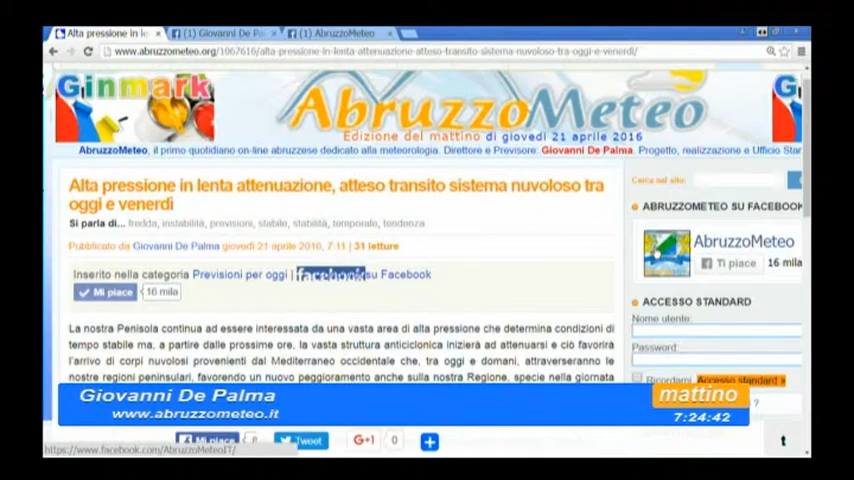 Alta pressione in le
(1) Giovanni De Pal
(1) AbruzzoMeteo
www.abruzzometeo.org/1067616/alta-pressione-in-lenta-attenuazione-atteso-transito-sistema-nuvoloso-tra-oggi-e-venerdi/
Ginmark
AbruzzoMeteo
Edizione del mattino di giovedì 21 aprile 2016
AbruzzoMeteo, il primo quotidiano on-line abruzzese dedicato alla meteorologia. Direttore e Previsore: Giovanni De Palma. Progetto, realizzazione e Ufficio Star
Alta pressione in lenta attenuazione, atteso transito sistema nuvoloso tra
oggi e venerdì
Si parla di... fredda, instabilità, previsioni, stabile, stabilità, temporale, tendenza
Pubblicato da Giovanni De Palma giovedì 21 aprile 2016, 7:11 | 31 letture
Inserito nella categoria Previsioni per oggi | facebook su Facebook
Mi piace 16 mila
La nostra Penisola continua ad essere interessata da una vasta area di alta pressione che determina condizioni di
tempo stabile ma, a partire dalle prossime ore, la vasta struttura anticiclonica inizierà ad attenuarsi e ciò favorirà
l'arrivo di corpi nuvolosi provenienti dal Mediterraneo occidentale che, tra oggi e domani, attraverseranno le
nostre regioni peninsulari, favorendo un nuovo peggioramento anche sulla nostra Regione, specie nella giornata
Cerca nel sito:
ABRUZZOMETEO SU FACEBOOK
AbruzzoMeteo
Ti piace 16 mila
ACCESSO STANDARD
Nome utente:
Password:
Ricordami Accesso standard »
?
Giovanni De Palma
www.abruzzometeo.it
mattino
7:24:42
Mi piace
Tweet
G+1 0
t
https://www.facebook.com/AbruzzoMeteoIT/